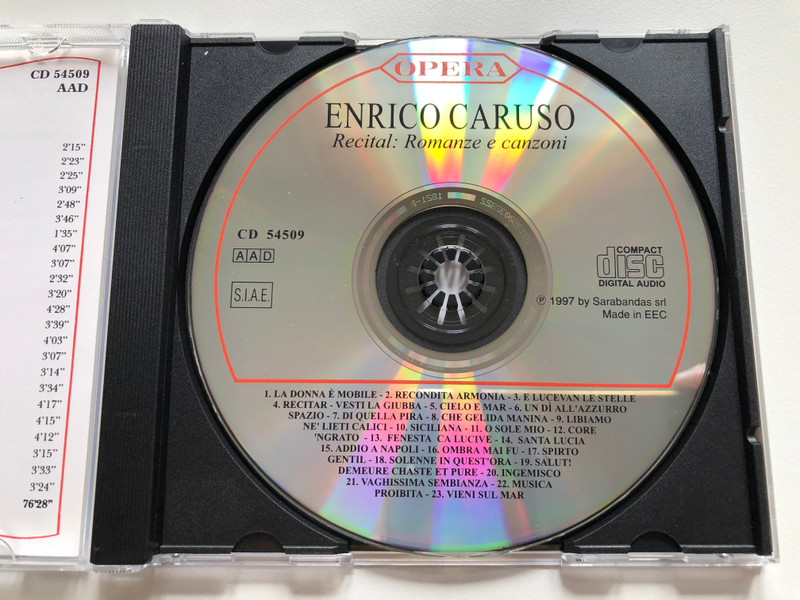 CD 54509
AAD
2'15"
2'23"
2'25"
3'09"
2'48"
3'46"
1'35"
4'07"
3'07"
2'32"
3'20"
4'28"
3'39"
4'03"
3'07"
3'14"
3'34"
4'17"
4'15"
4'12"
3'15"
3'33"
3'24"
76'28"
OPERA
ENRICO CARUSO
Recital: Romanze e canzoni
CD 54509
AAD
S.I.A.E.
COMPACT
disc
DIGITAL AUDIO
℗ 1997 by Sarabandas srl
Made in EEC
1. LA DONNA È MOBILE - 2. RECONDITA ARMONIA - 3. E LUCEVAN LE STELLE
4. RECITAR - VESTI LA GIUBBA - 5. CIELO E MAR - 6. UN DÌ ALL'AZZURRO
SPAZIO - 7. DI QUELLA PIRA - 8. CHE GELIDA MANINA - 9. LIBIAMO
NE' LIETI CALICI - 10. SICILIANA - 11. O SOLE MIO - 12. CORE
'NGRATO - 13. FENESTA CA LUCIVE - 14. SANTA LUCIA
15. ADDIO A NAPOLI - 16. OMBRA MAI FU - 17. SPIRTO
GENTIL - 18. SOLENNE IN QUEST'ORA - 19. SALUT!
DEMEURE CHASTE ET PURE - 20. INGEMISCO
21. VAGHISSIMA SEMBIANZA - 22. MUSICA
PROIBITA - 23. VIENI SUL MAR